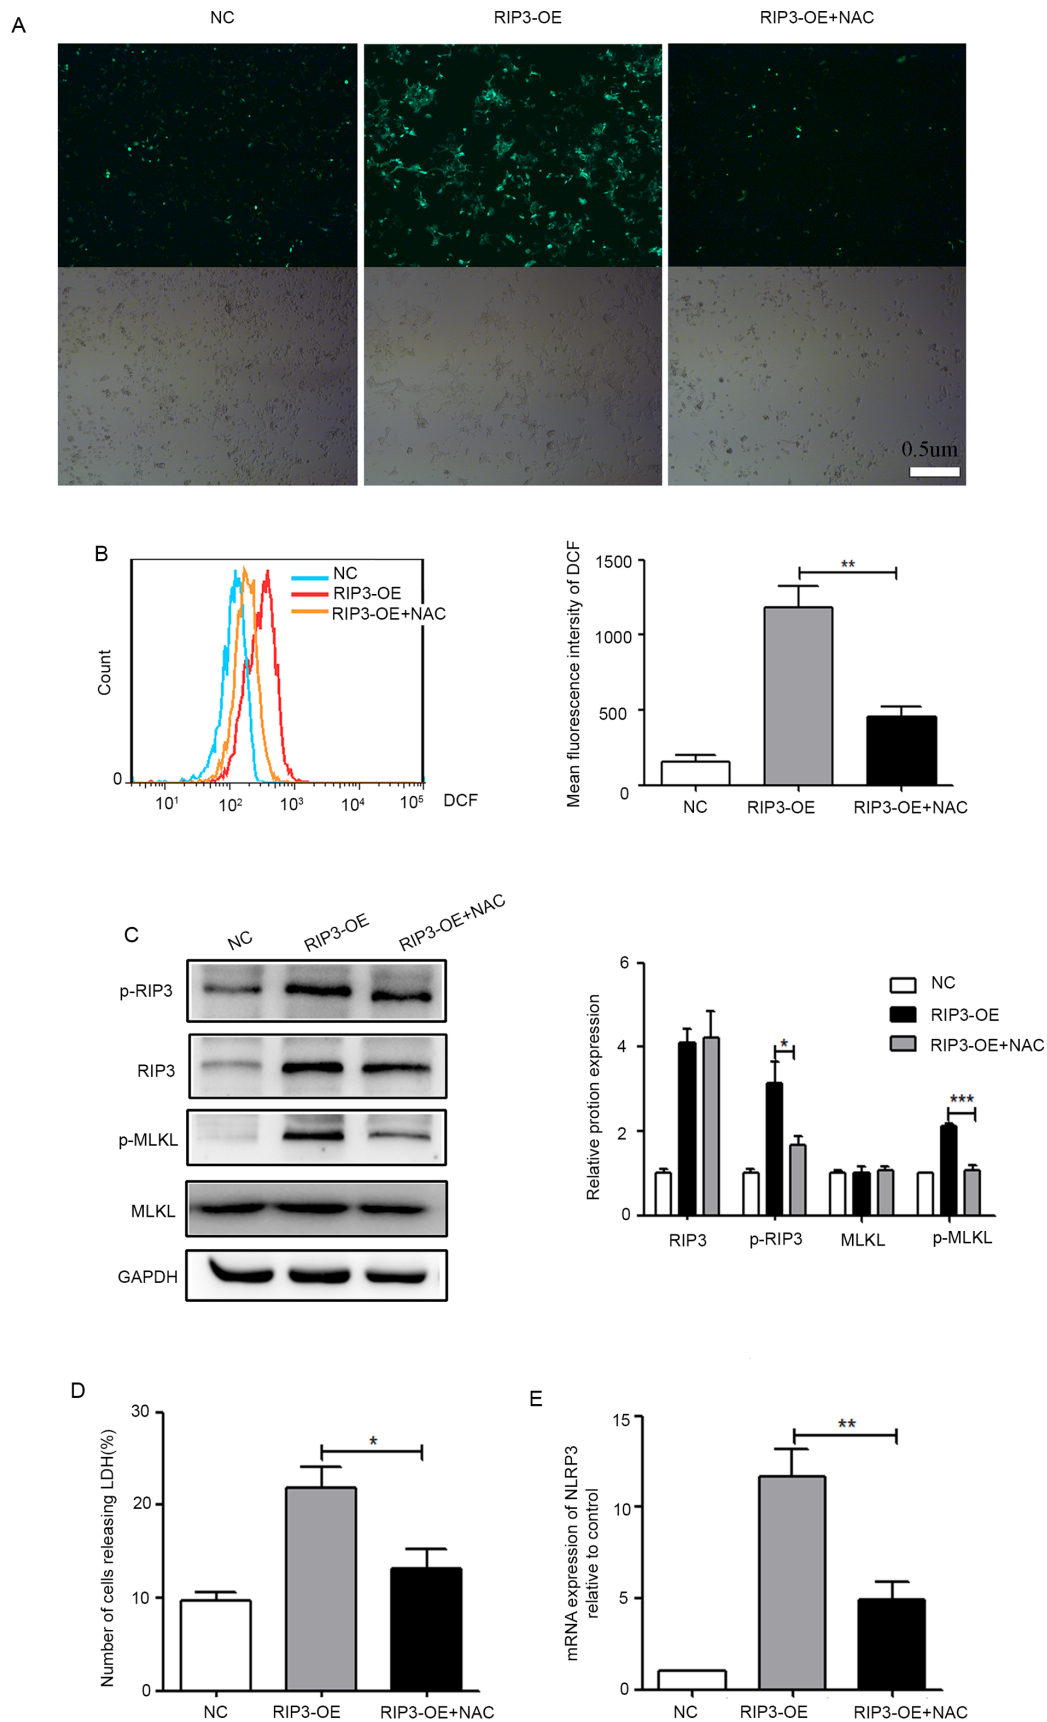 A
NC
RIP3-OE
RIP3-OE+NAC
0.5um
B
NC
RIP3-OE
RIP3-OE+NAC
Count
0
10¹
10²
10³
10⁴
10⁵
DCF
Mean fluorescence intersity of DCF
1500
1000
500
0
**
NC
RIP3-OE
RIP3-OE+NAC
C
NC
RIP3-OE
RIP3-OE+NAC
p-RIP3
RIP3
p-MLKL
MLKL
GAPDH
Relative protion expression
6
4
2
0
NC
RIP3-OE
RIP3-OE+NAC
*
***
RIP3
p-RIP3
MLKL
p-MLKL
D
Number of cells releasing LDH(%)
30
20
10
0
*
NC
RIP3-OE
RIP3-OE+NAC
E
mRNA expression of NLRP3
relative to control
15
10
5
0
**
NC
RIP3-OE
RIP3-OE+NAC